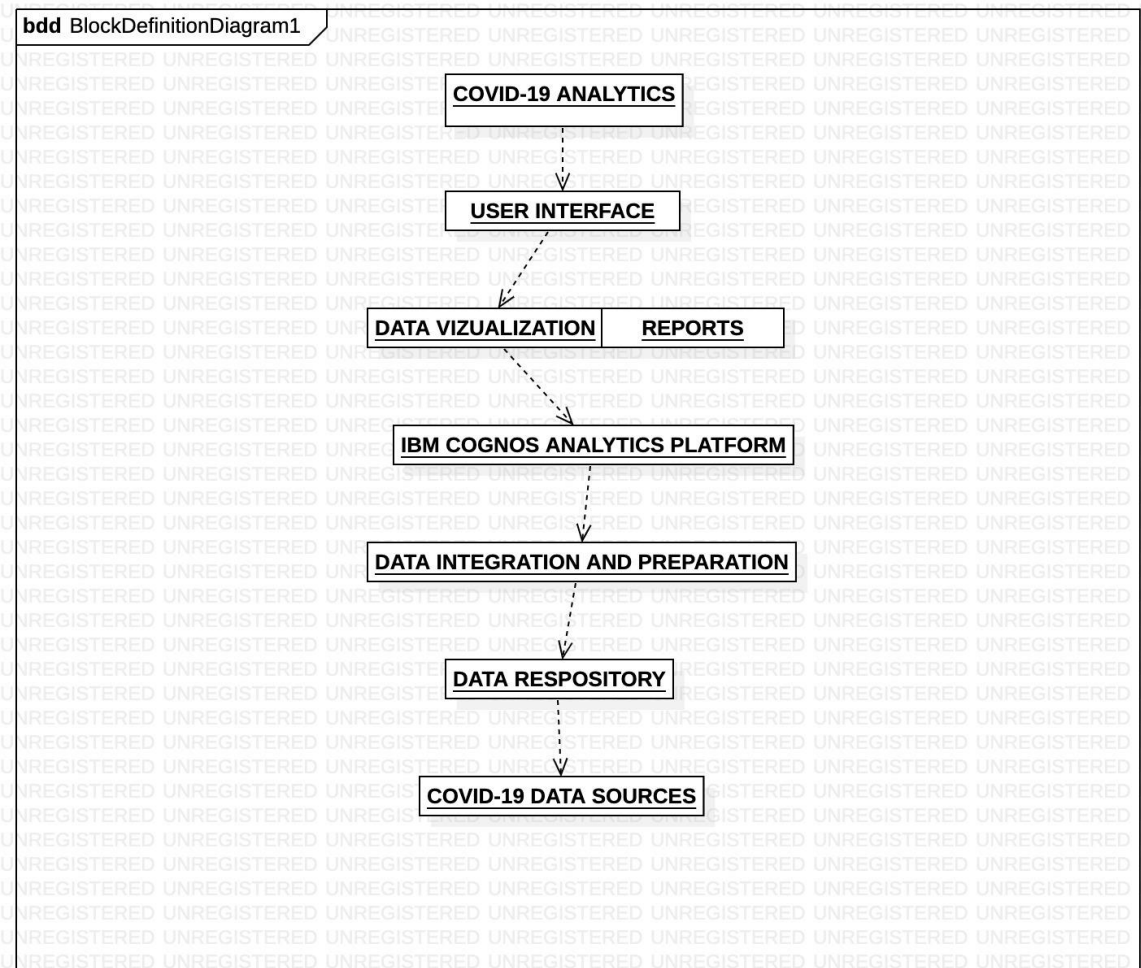 bdd BlockDefinitionDiagram1
COVID-19 ANALYTICS
USER INTERFACE
DATA VIZUALIZATION REPORTS
IBM COGNOS ANALYTICS PLATFORM
DATA INTEGRATION AND PREPARATION
DATA RESPOSITORY
COVID-19 DATA SOURCES
UNREGISTERED